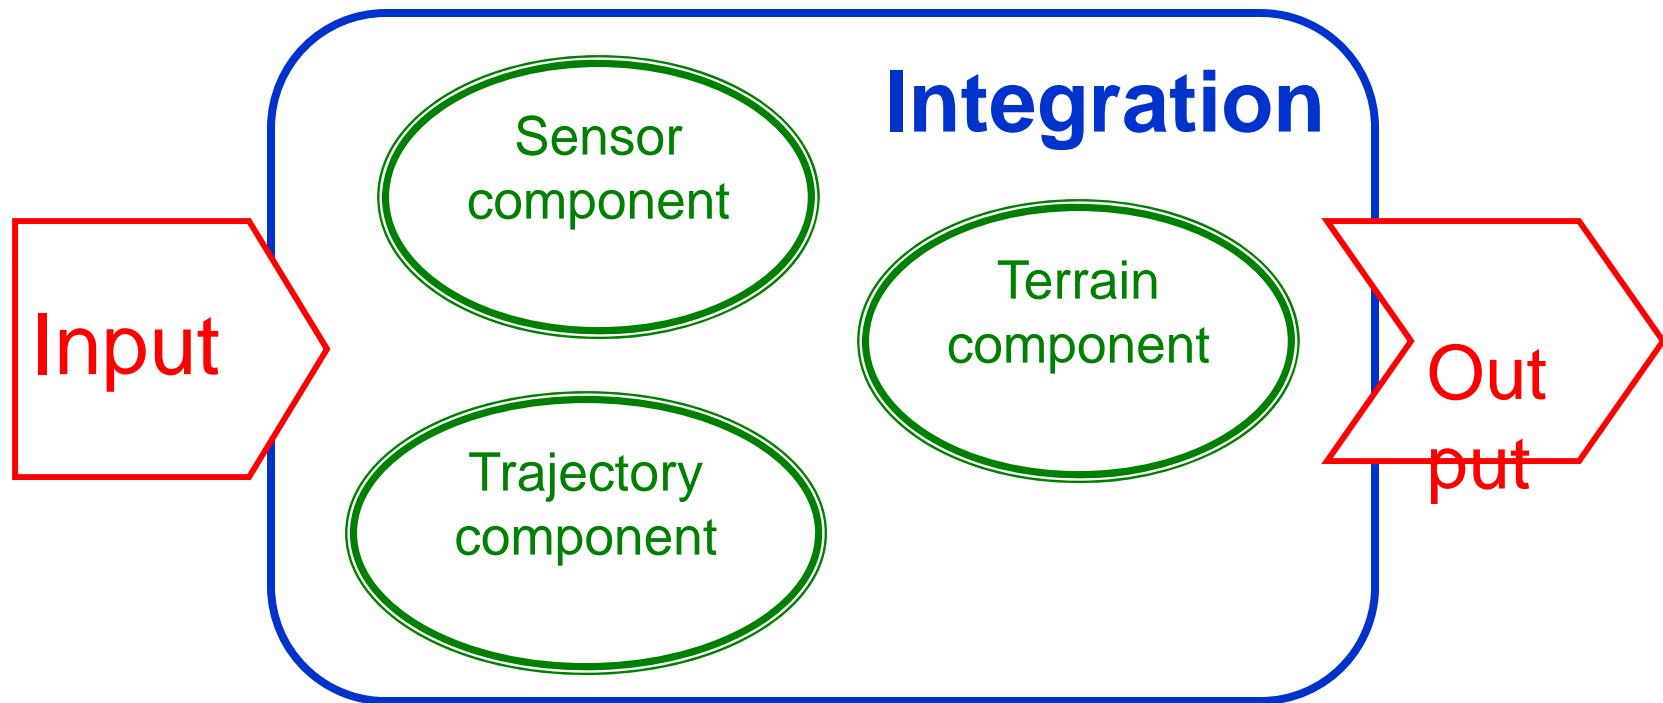 Integration
Sensor
component
Terrain
component
Input
Out
put
Trajectory
component